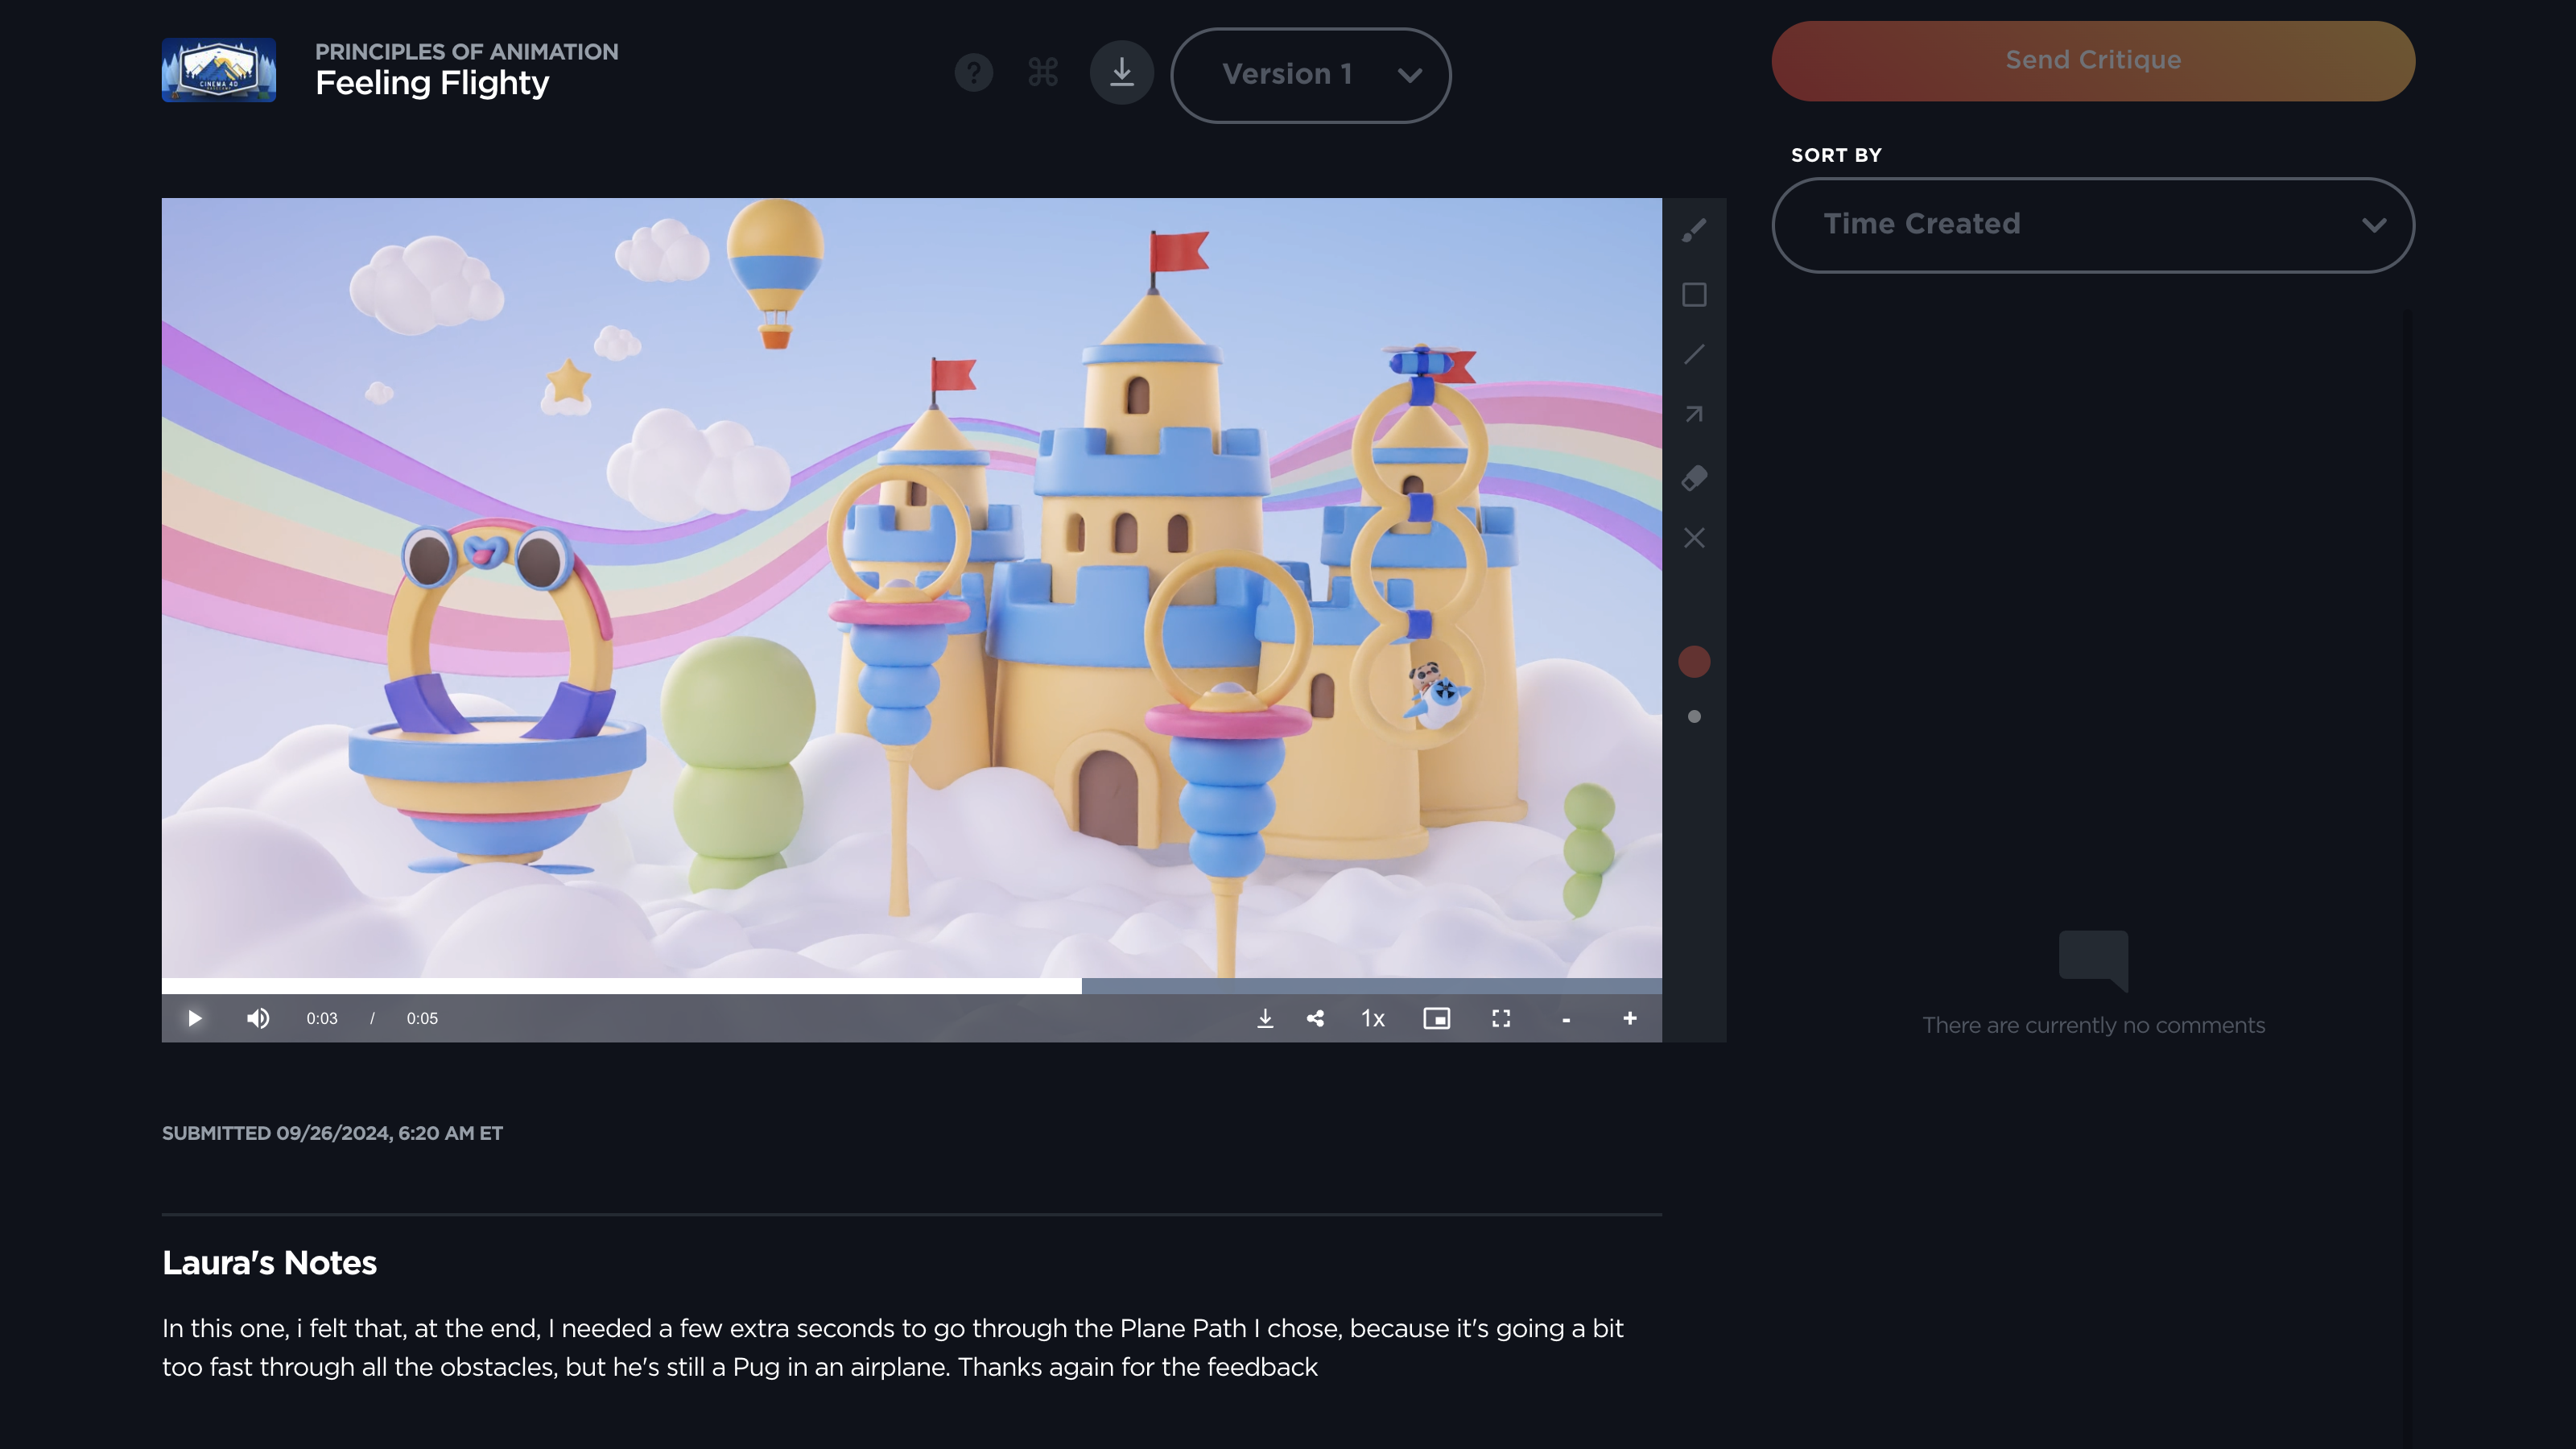 CINEMA 4D
PRINCIPLES OF ANIMATION
Feeling Flighty
?
Version 1
Send Critique
SORT BY
Time Created
0:03 / 0:05
1x
-
+
There are currently no comments
SUBMITTED 09/26/2024, 6:20 AM ET
Laura's Notes
In this one, i felt that, at the end, I needed a few extra seconds to go through the Plane Path I chose, because it's going a bit
too fast through all the obstacles, but he's still a Pug in an airplane. Thanks again for the feedback